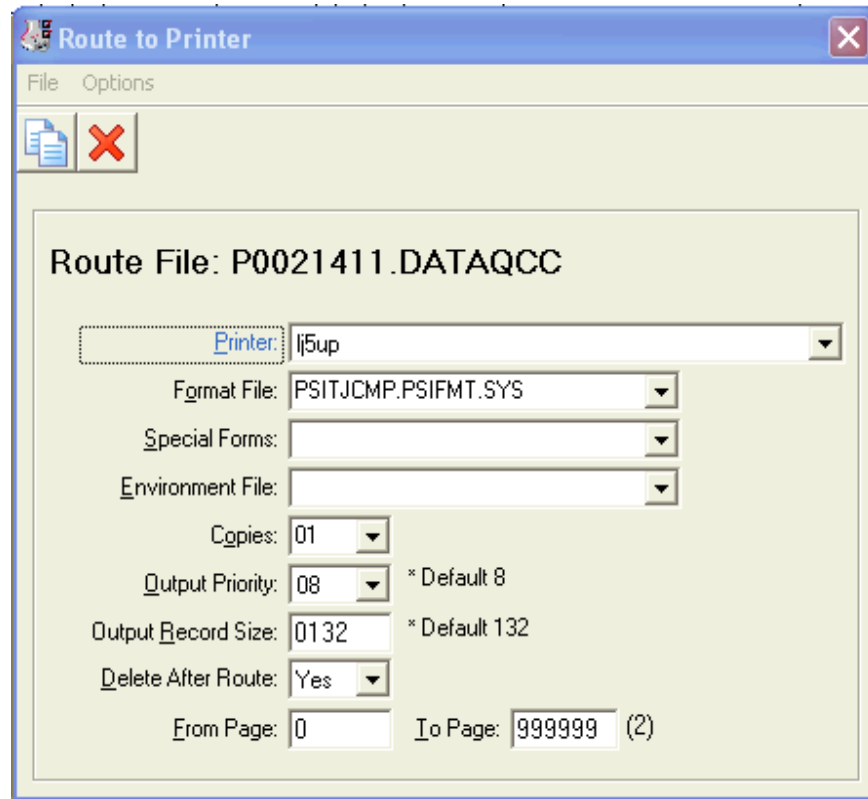 Route to Printer
File Options
Route File: P0021411.DATAQCC
Printer: lj5up
Format File: PSITJCMP.PSIFMT.SYS
Special Forms:
Environment File:
Copies: 01
Output Priority: 08 * Default 8
Output Record Size: 0132 * Default 132
Delete After Route: Yes
From Page: 0 To Page: 999999 (2)